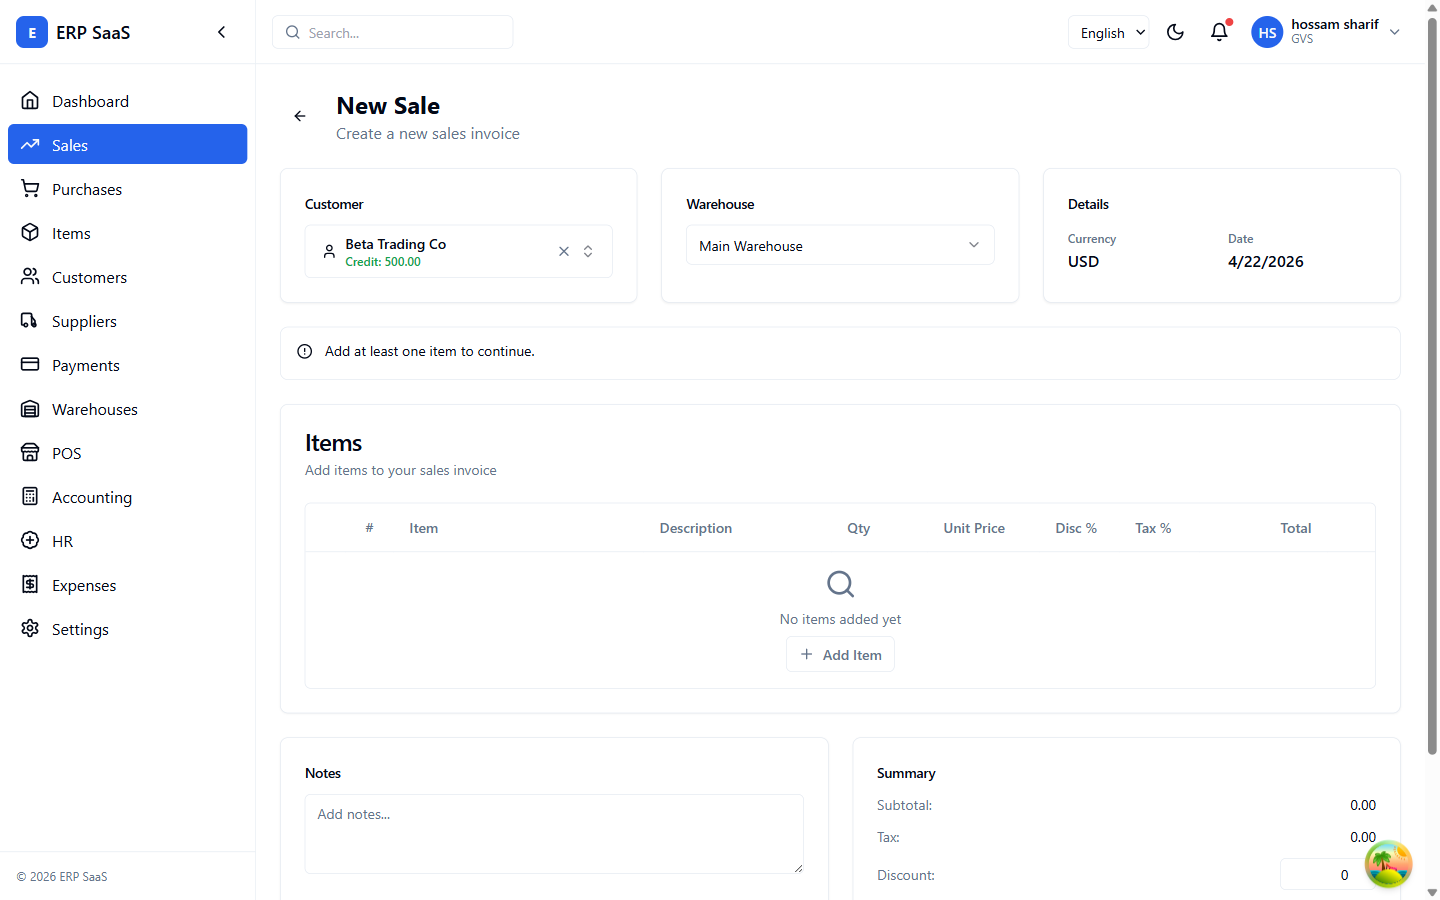 E ERP SaaS
Search...
English
HS
hossam sharif
GVS
Dashboard
Sales
Purchases
Items
Customers
Suppliers
Payments
Warehouses
POS
Accounting
HR
Expenses
Settings
© 2026 ERP SaaS
New Sale
Create a new sales invoice
Customer
Beta Trading Co
Credit: 500.00
Warehouse
Main Warehouse
Details
Currency Date
USD 4/22/2026
Add at least one item to continue.
Items
Add items to your sales invoice
# Item Description Qty Unit Price Disc % Tax % Total
No items added yet
Add Item
Notes
Add notes...
Summary
Subtotal: 0.00
Tax: 0.00
Discount: 0